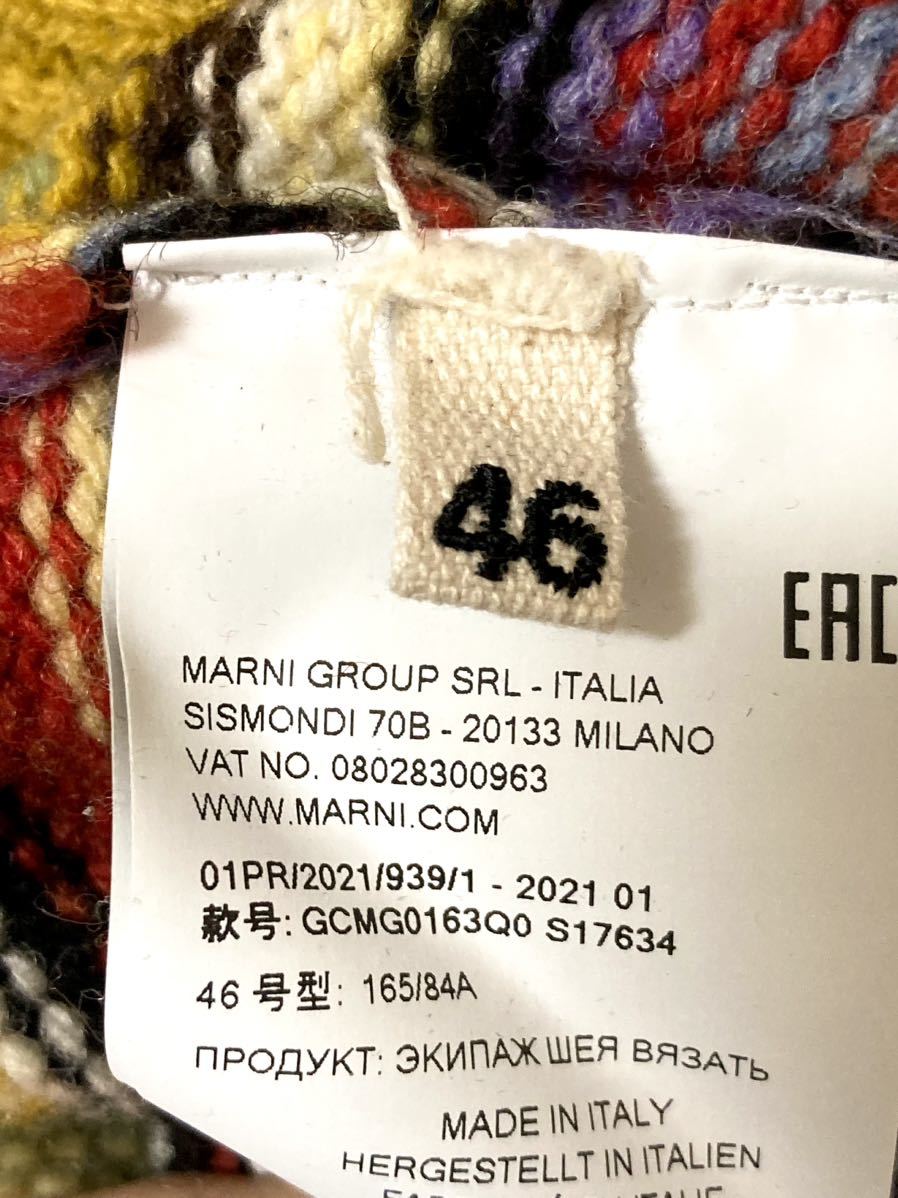 46
EAC
MARNI GROUP SRL - ITALIA
SISMONDI 70B - 20133 MILANO
VAT NO. 08028300963
WWW.MARNI.COM
01PR/2021/939/1 - 2021 01
款号: GCMG0163Q0 S17634
46 号型: 165/84A
ПРОДУКТ: ЭКИПАЖ ШЕЯ ВЯЗАТЬ
MADE IN ITALY
HERGESTELLT IN ITALIEN